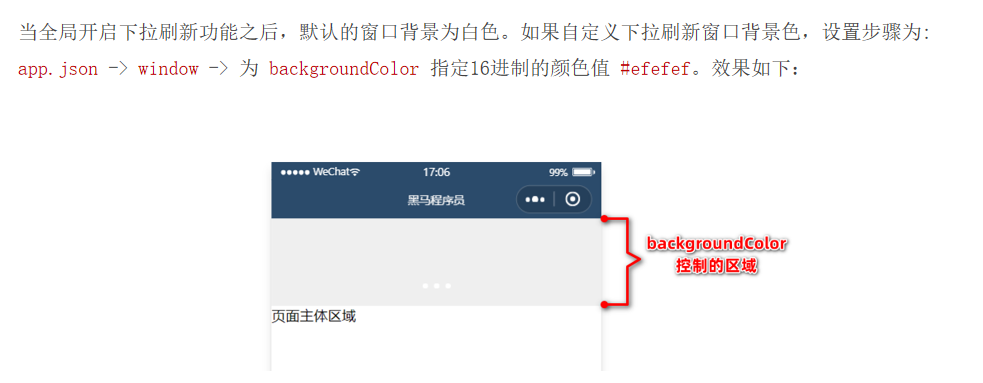 当全局开启下拉刷新功能之后，默认的窗口背景为白色。如果自定义下拉刷新窗口背景色，设置步骤为:
app.json -> window -> 为 backgroundColor 指定16进制的颜色值 #efefef。效果如下：
WeChat 17:06 99%
黑马程序员
backgroundColor
控制的区域
页面主体区域